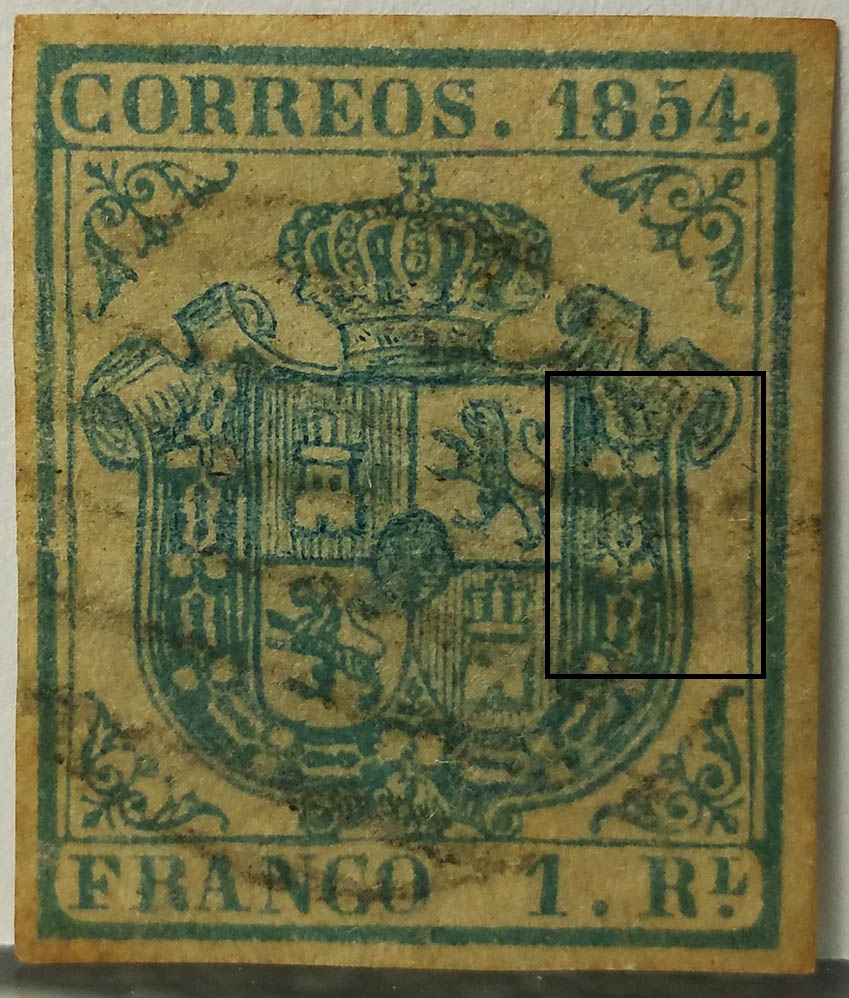 CORREOS. 1854.
FRANCO 1. RL.